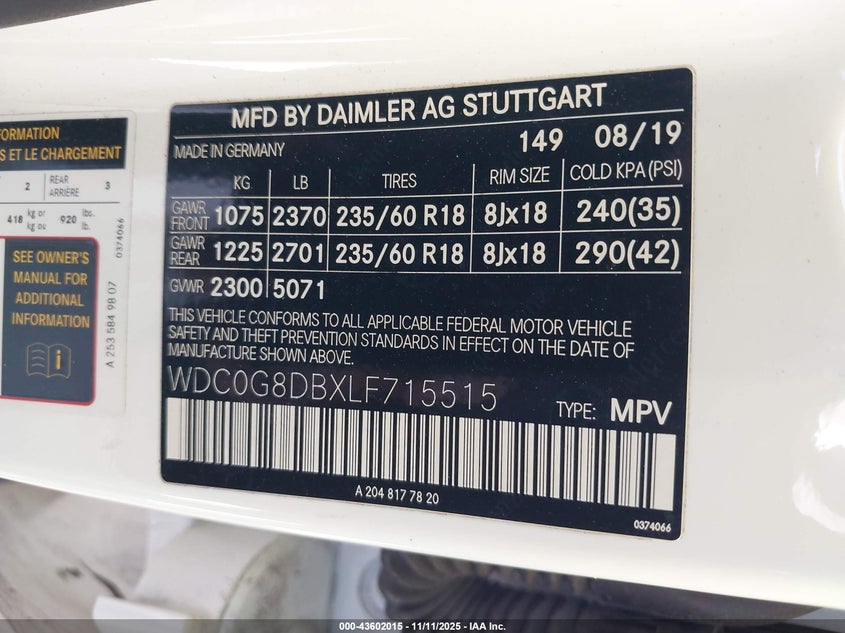 FORMATION
S ET LE CHARGEMENT
2 REAR ARRIÈRE 3
418 kg or kg ou 920 lbs. lb.
SEE OWNER'S
MANUAL FOR
ADDITIONAL
INFORMATION
A 253 584 98 07
0374066
MFD BY DAIMLER AG STUTTGART
MADE IN GERMANY 149 08/19
KG LB TIRES RIM SIZE COLD KPA (PSI)
GAWR FRONT 1075 2370 235/60 R18 8Jx18 240(35)
GAWR REAR 1225 2701 235/60 R18 8Jx18 290(42)
GVWR 2300 5071
THIS VEHICLE CONFORMS TO ALL APPLICABLE FEDERAL MOTOR VEHICLE
SAFETY AND THEFT PREVENTION STANDARDS IN EFFECT ON THE DATE OF
MANUFACTURE SHOWN ABOVE.
WDC0G8DBXLF715515
TYPE: MPV
A 204 817 78 20
0374066
000-43602015 - 11/11/2025 - IAA Inc.